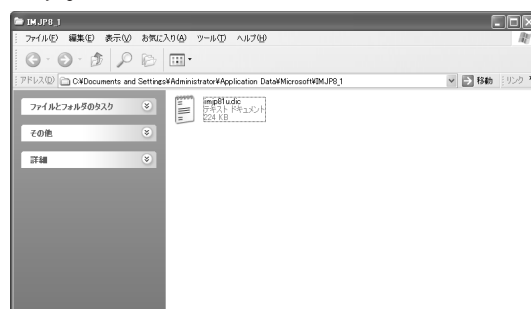 IMJP8_1
ファイル(F) 編集(E) 表示(V) お気に入り(A) ツール(T) ヘルプ(H)
アドレス(D) C:¥Documents and Settings¥Administrator¥Application Data¥Microsoft¥IMJP8_1 移動 リンク
ファイルとフォルダのタスク
その他
詳細
imjp81u.dic
テキスト ドキュメント
224 KB